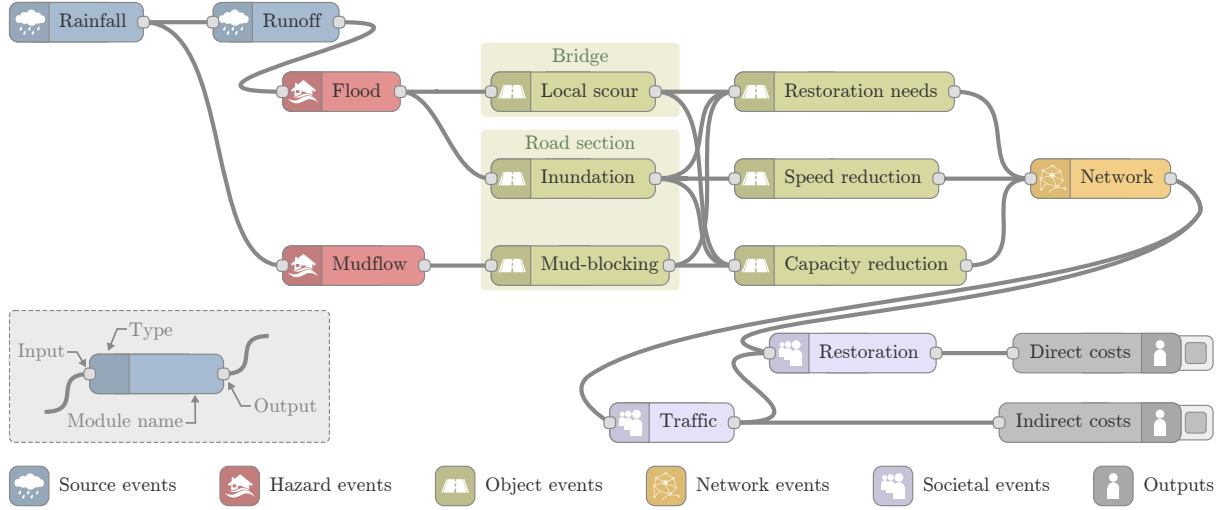 Rainfall
Runoff
Bridge
Flood
Local scour
Restoration needs
Road section
Inundation
Speed reduction
Network
Mudflow
Mud-blocking
Capacity reduction
Type
Input
Module name
Output
Restoration
Direct costs
Traffic
Indirect costs
Source events
Hazard events
Object events
Network events
Societal events
Outputs